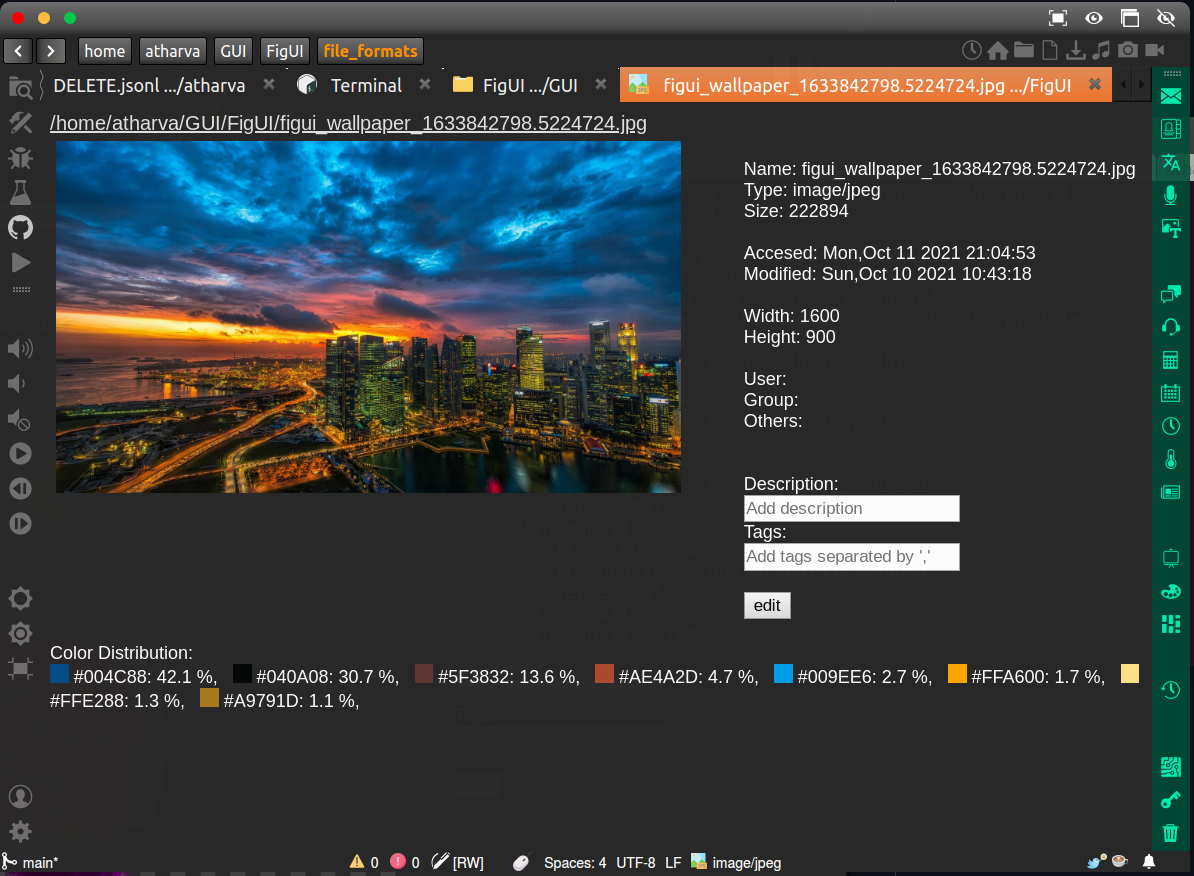 home atharva GUI FigUI file_formats
DELETE.jsonl .../atharva Terminal FigUI .../GUI figui_wallpaper_1633842798.5224724.jpg .../FigUI
/home/atharva/GUI/FigUI/figui_wallpaper_1633842798.5224724.jpg
Name: figui_wallpaper_1633842798.5224724.jpg
Type: image/jpeg
Size: 222894
Accesed: Mon,Oct 11 2021 21:04:53
Modified: Sun,Oct 10 2021 10:43:18
Width: 1600
Height: 900
User:
Group:
Others:
Description:
Add description
Tags:
Add tags separated by ','
edit
Color Distribution:
#004C88: 42.1 %, #040A08: 30.7 %, #5F3832: 13.6 %, #AE4A2D: 4.7 %, #009EE6: 2.7 %, #FFA600: 1.7 %,
#FFE288: 1.3 %, #A9791D: 1.1 %,
main* 0 0 [RW] Spaces: 4 UTF-8 LF image/jpeg